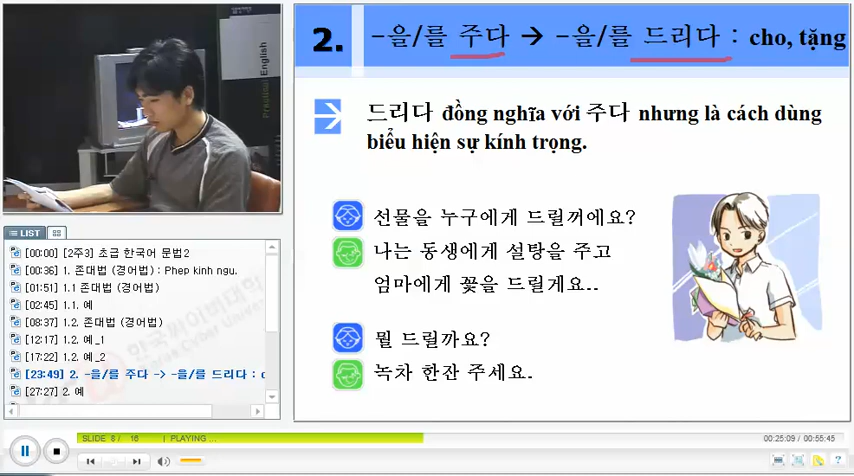 Practical English
2. -을/를 주다 → -을/를 드리다 : cho, tặng
드리다 đồng nghĩa với 주다 nhưng là cách dùng
biểu hiện sự kính trọng.
선물을 누구에게 드릴꺼에요?
나는 동생에게 설탕을 주고
엄마에게 꽃을 드릴게요..
뭘 드릴까요?
녹차 한잔 주세요.
LIST
[00:00] [2주3] 초급 한국어 문법2
[00:36] 1. 존대법 (경어법) : Phep kinh ngu.
[01:51] 1.1 존대법 (경어법)
[02:45] 1.1. 예
[08:37] 1.2. 존대법 (경어법)
[12:17] 1.2. 예_1
[17:22] 1.2. 예_2
[23:49] 2. -을/를 주다 -> -을/를 드리다 : c
[27:27] 2. 예
SLIDE 8 / 16 | PLAYING ...
00:25:09 / 00:55:45